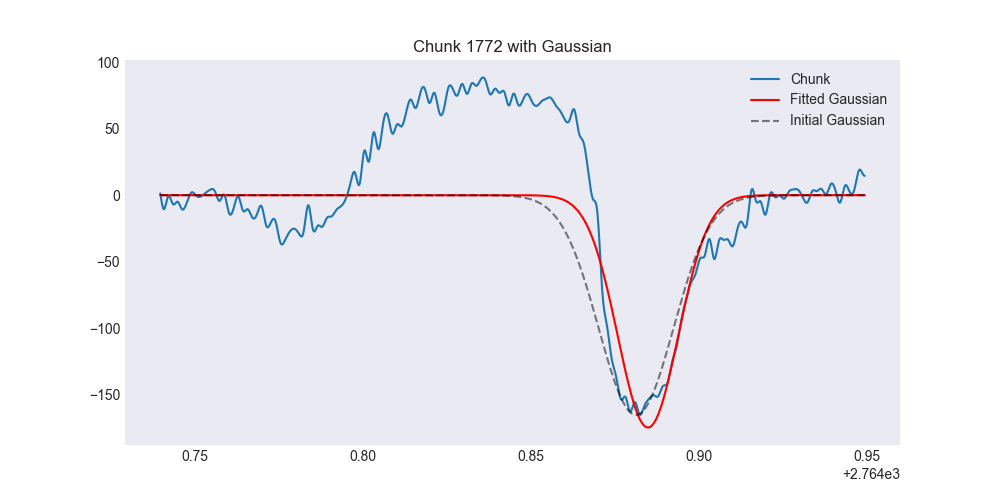 Chunk 1772 with Gaussian
100
50
0
−50
−100
−150
Chunk
Fitted Gaussian
Initial Gaussian
0.75 0.80 0.85 0.90 0.95
+2.764e3